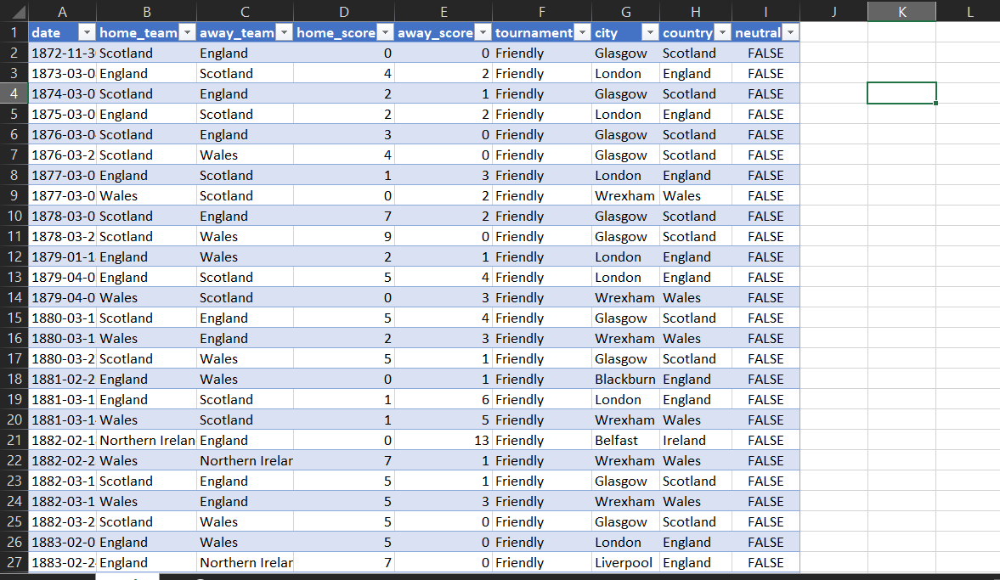 A B C D E F G H I J K L
1 date home_team away_team home_score away_score tournament city country neutral
2 1872-11-3 Scotland England 0 0 Friendly Glasgow Scotland FALSE
3 1873-03-0 England Scotland 4 2 Friendly London England FALSE
4 1874-03-0 Scotland England 2 1 Friendly Glasgow Scotland FALSE
5 1875-03-0 England Scotland 2 2 Friendly London England FALSE
6 1876-03-0 Scotland England 3 0 Friendly Glasgow Scotland FALSE
7 1876-03-2 Scotland Wales 4 0 Friendly Glasgow Scotland FALSE
8 1877-03-0 England Scotland 1 3 Friendly London England FALSE
9 1877-03-0 Wales Scotland 0 2 Friendly Wrexham Wales FALSE
10 1878-03-0 Scotland England 7 2 Friendly Glasgow Scotland FALSE
11 1878-03-2 Scotland Wales 9 0 Friendly Glasgow Scotland FALSE
12 1879-01-1 England Wales 2 1 Friendly London England FALSE
13 1879-04-0 England Scotland 5 4 Friendly London England FALSE
14 1879-04-0 Wales Scotland 0 3 Friendly Wrexham Wales FALSE
15 1880-03-1 Scotland England 5 4 Friendly Glasgow Scotland FALSE
16 1880-03-1 Wales England 2 3 Friendly Wrexham Wales FALSE
17 1880-03-2 Scotland Wales 5 1 Friendly Glasgow Scotland FALSE
18 1881-02-2 England Wales 0 1 Friendly Blackburn England FALSE
19 1881-03-1 England Scotland 1 6 Friendly London England FALSE
20 1881-03-1 Wales Scotland 1 5 Friendly Wrexham Wales FALSE
21 1882-02-1 Northern Irelan England 0 13 Friendly Belfast Ireland FALSE
22 1882-02-2 Wales Northern Irelan 7 1 Friendly Wrexham Wales FALSE
23 1882-03-1 Scotland England 5 1 Friendly Glasgow Scotland FALSE
24 1882-03-1 Wales England 5 3 Friendly Wrexham Wales FALSE
25 1882-03-2 Scotland Wales 5 0 Friendly Glasgow Scotland FALSE
26 1883-02-0 England Wales 5 0 Friendly London England FALSE
27 1883-02-2 England Northern Irelan 7 0 Friendly Liverpool England FALSE